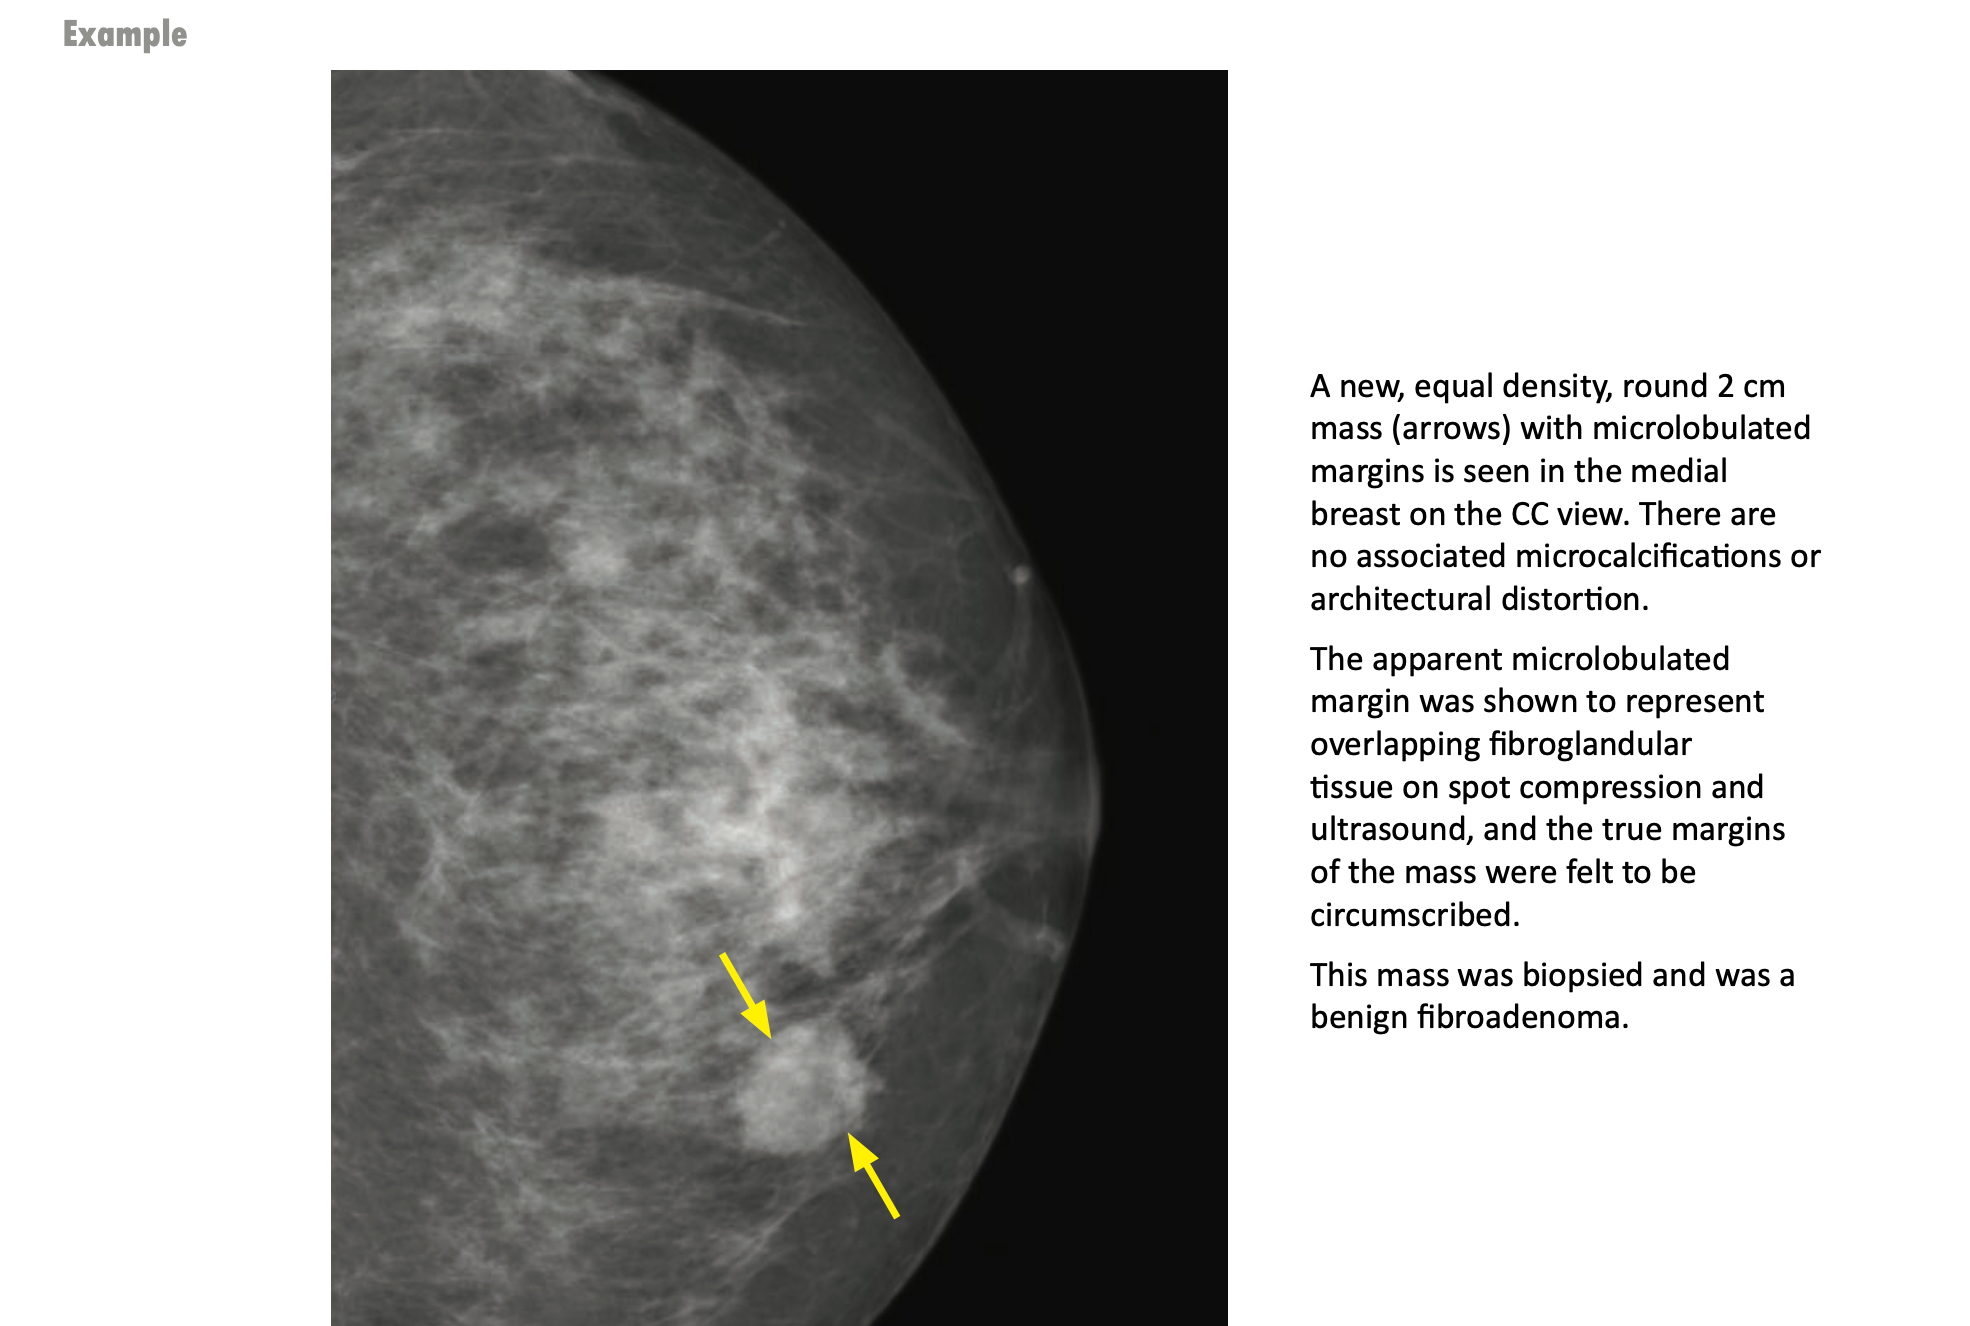 Example
A new, equal density, round 2 cm
mass (arrows) with microlobulated
margins is seen in the medial
breast on the CC view. There are
no associated microcalcifications or
architectural distortion.
The apparent microlobulated
margin was shown to represent
overlapping fibroglandular
tissue on spot compression and
ultrasound, and the true margins
of the mass were felt to be
circumscribed.
This mass was biopsied and was a
benign fibroadenoma.